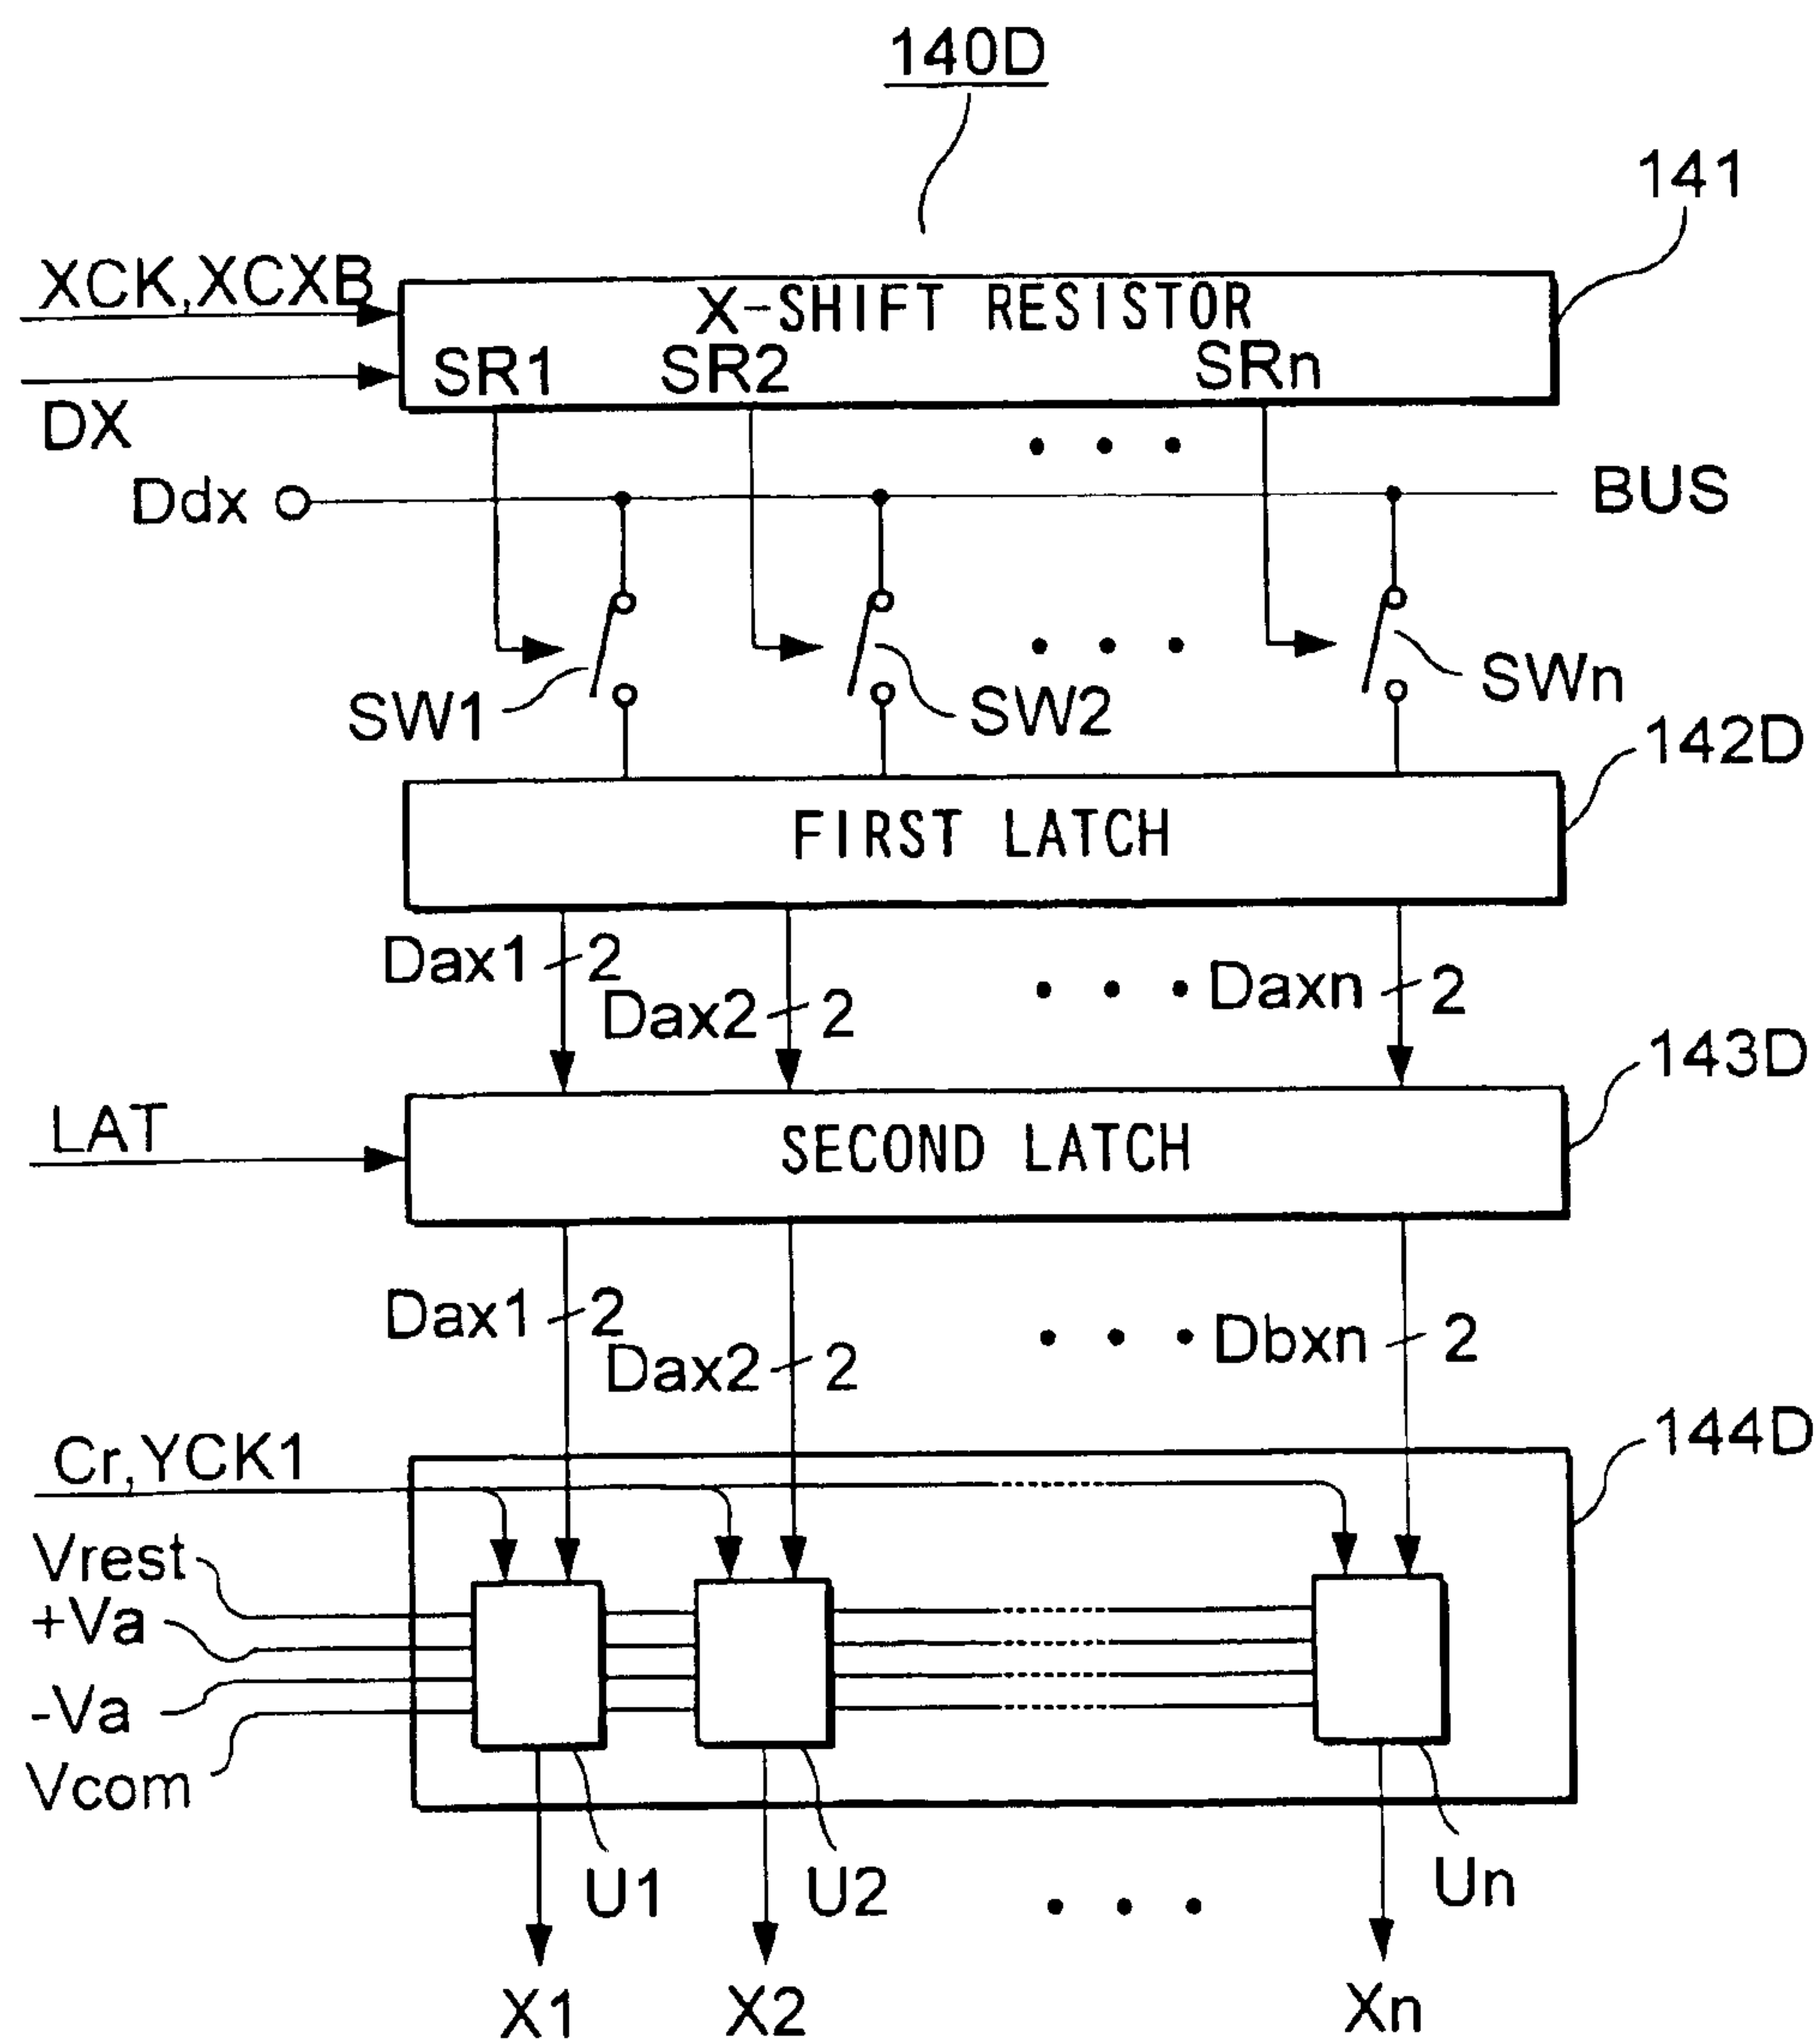 140D
141
XCK,XCXB
X-SHIFT RESISTOR
SR1 SR2 SRn
DX
Ddx
BUS
SW1
SW2
SWn
142D
FIRST LATCH
Dax1 2
Dax2 2
Daxn 2
143D
LAT
SECOND LATCH
Dax1 2
Dax2 2
Dbxn 2
144D
Cr,YCK1
Vrest
+Va
-Va
Vcom
U1
U2
Un
X1
X2
Xn